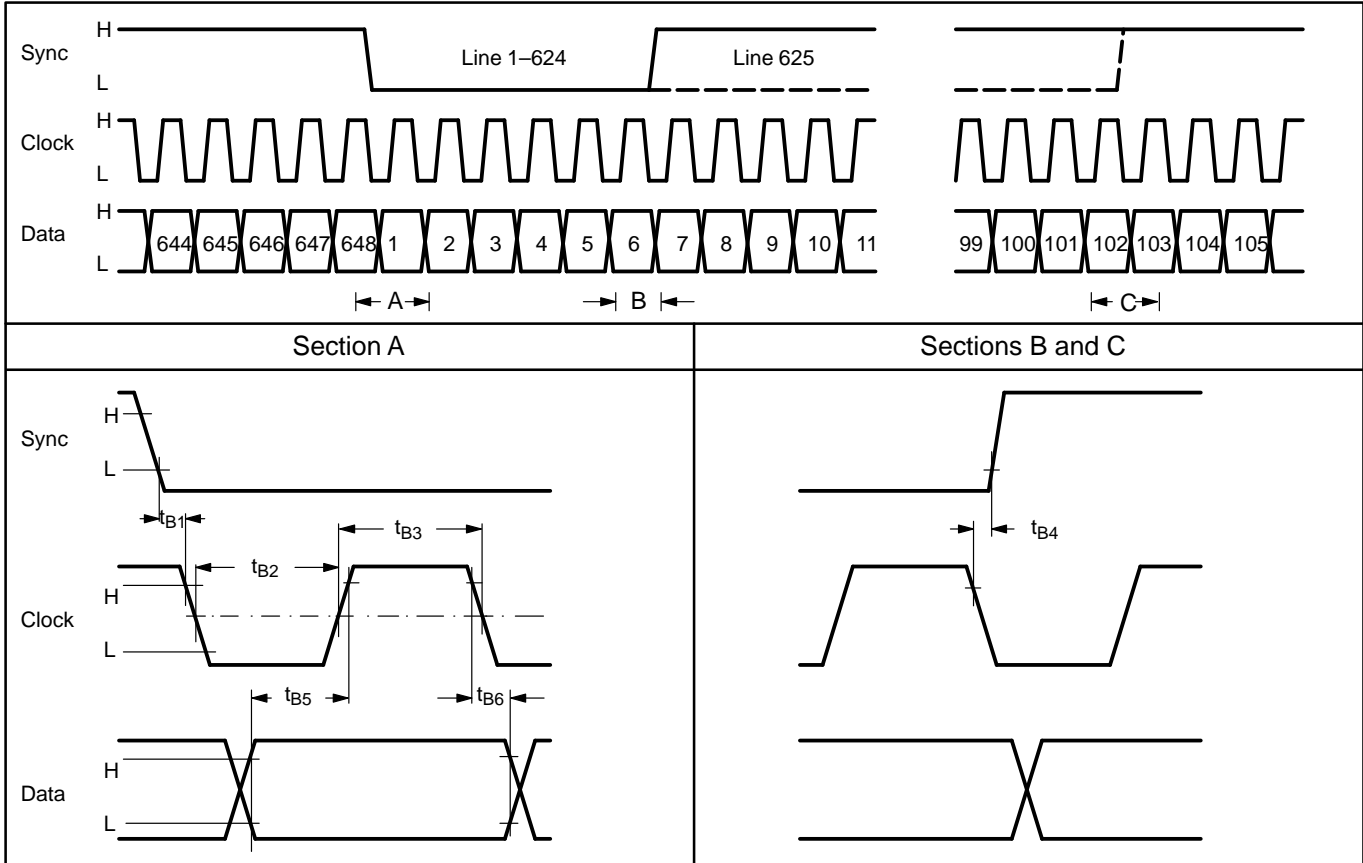 H
Sync
L
Line 1–624
Line 625
H
Clock
L
H
Data
L
644 645 646 647 648 1 2 3 4 5 6 7 8 9 10 11
99 100 101 102 103 104 105
A B C
Section A
Sections B and C
H
Sync
L
tB1
tB3
tB2
H
Clock
L
tB5
tB6
H
Data
L
tB4